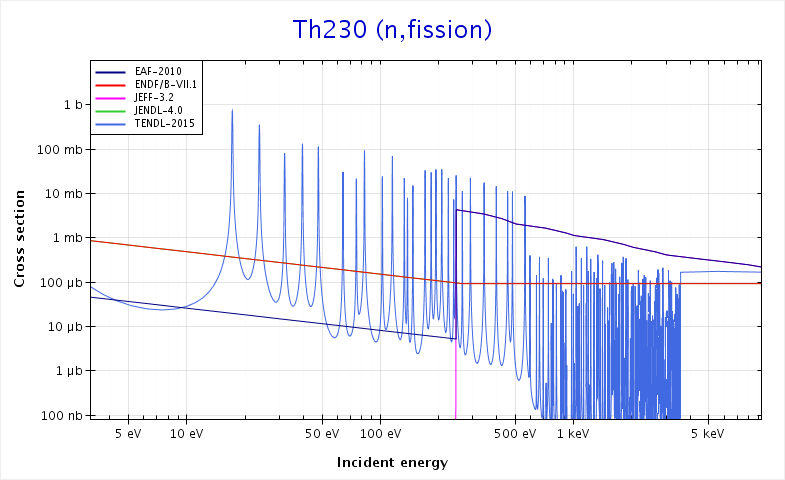 Th230 (n,fission)
EAF-2010
ENDF/B-VII.1
JEFF-3.2
JENDL-4.0
TENDL-2015
1 b
100 mb
10 mb
1 mb
100 µb
10 µb
1 µb
100 nb
Cross section
5 eV 10 eV 50 eV 100 eV 500 eV 1 keV 5 keV
Incident energy